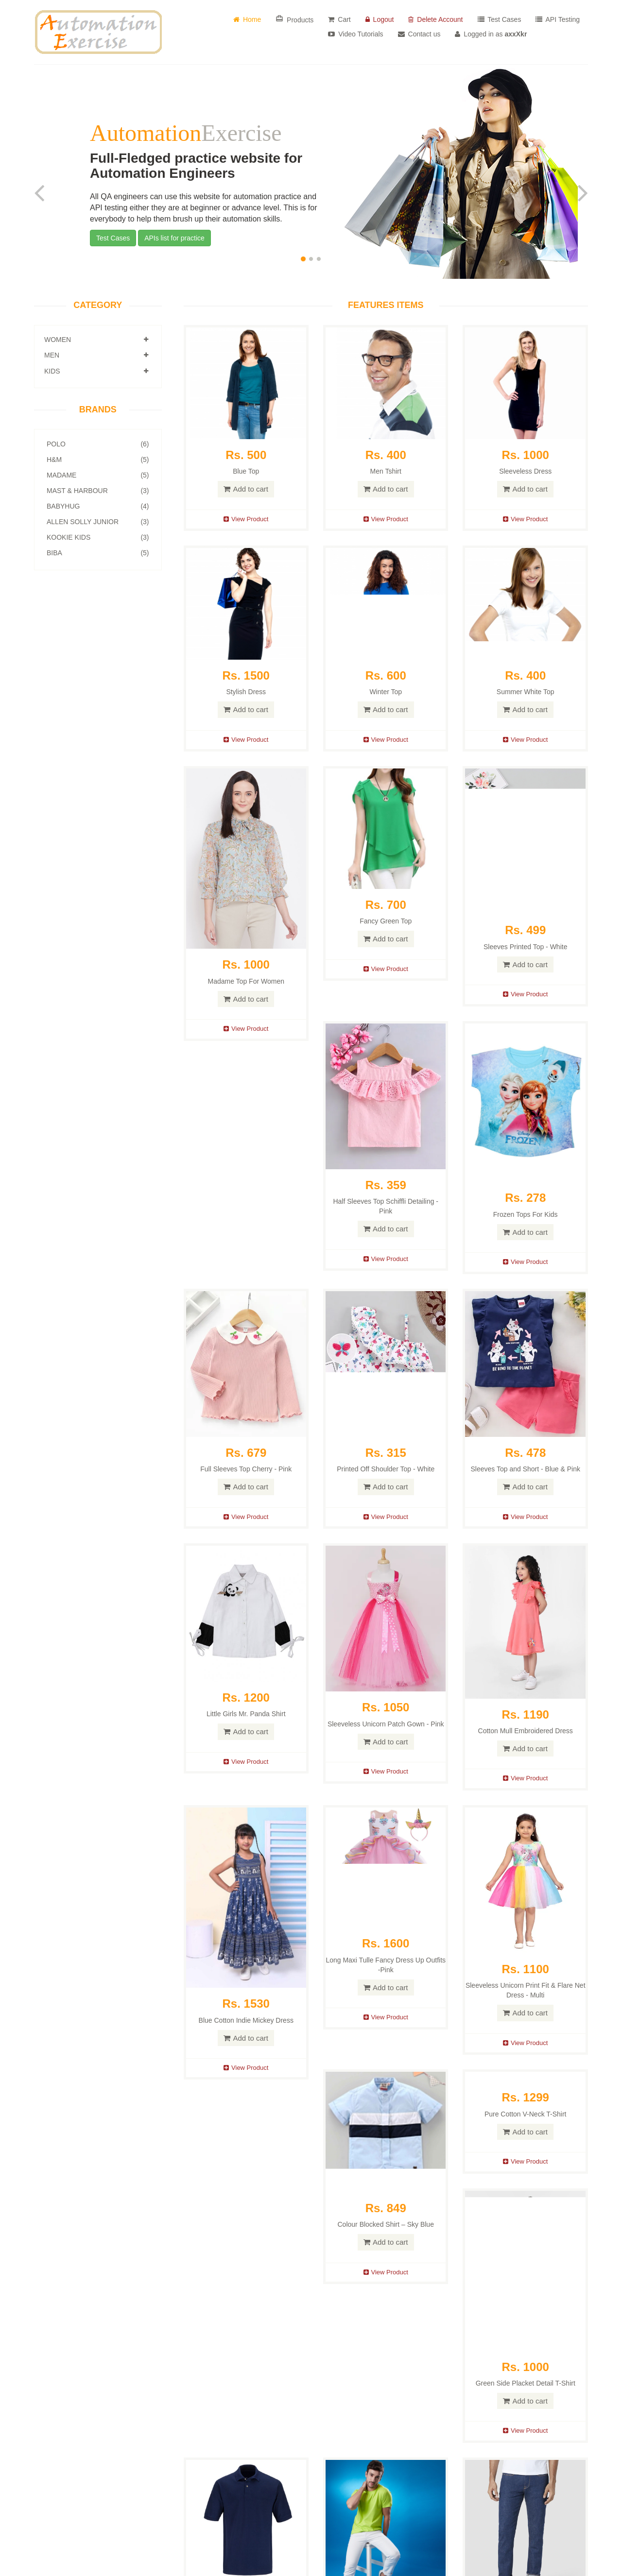 Automation
Exercise
Home
Products
Cart
Logout
Delete Account
Test Cases
API Testing
Video Tutorials
Contact us
Logged in as axxXkr
AutomationExercise
Full-Fledged practice website for
Automation Engineers
All QA engineers can use this website for automation practice and
API testing either they are at beginner or advance level. This is for
everybody to help them brush up their automation skills.
Test Cases
APIs list for practice
CATEGORY
WOMEN
MEN
KIDS
BRANDS
POLO (6)
H&M (5)
MADAME (5)
MAST & HARBOUR (3)
BABYHUG (4)
ALLEN SOLLY JUNIOR (3)
KOOKIE KIDS (3)
BIBA (5)
FEATURES ITEMS
Rs. 500
Blue Top
Add to cart
View Product
Rs. 400
Men Tshirt
Add to cart
View Product
Rs. 1000
Sleeveless Dress
Add to cart
View Product
Rs. 1500
Stylish Dress
Add to cart
View Product
Rs. 600
Winter Top
Add to cart
View Product
Rs. 400
Summer White Top
Add to cart
View Product
Rs. 1000
Madame Top For Women
Add to cart
View Product
Rs. 700
Fancy Green Top
Add to cart
View Product
Rs. 499
Sleeves Printed Top - White
Add to cart
View Product
Rs. 359
Half Sleeves Top Schiffli Detailing -
Pink
Add to cart
View Product
FROZEN
Rs. 278
Frozen Tops For Kids
Add to cart
View Product
Rs. 679
Full Sleeves Top Cherry - Pink
Add to cart
View Product
Rs. 315
Printed Off Shoulder Top - White
Add to cart
View Product
BE KIND TO THE PLANET
Rs. 478
Sleeves Top and Short - Blue & Pink
Add to cart
View Product
Rs. 1200
Little Girls Mr. Panda Shirt
Add to cart
View Product
Rs. 1050
Sleeveless Unicorn Patch Gown - Pink
Add to cart
View Product
Rs. 1190
Cotton Mull Embroidered Dress
Add to cart
View Product
Rs. 1530
Blue Cotton Indie Mickey Dress
Add to cart
View Product
Rs. 1600
Long Maxi Tulle Fancy Dress Up Outfits
-Pink
Add to cart
View Product
Rs. 1100
Sleeveless Unicorn Print Fit & Flare Net
Dress - Multi
Add to cart
View Product
Rs. 849
Colour Blocked Shirt – Sky Blue
Add to cart
View Product
Rs. 1299
Pure Cotton V-Neck T-Shirt
Add to cart
View Product
Rs. 1000
Green Side Placket Detail T-Shirt
Add to cart
View Product